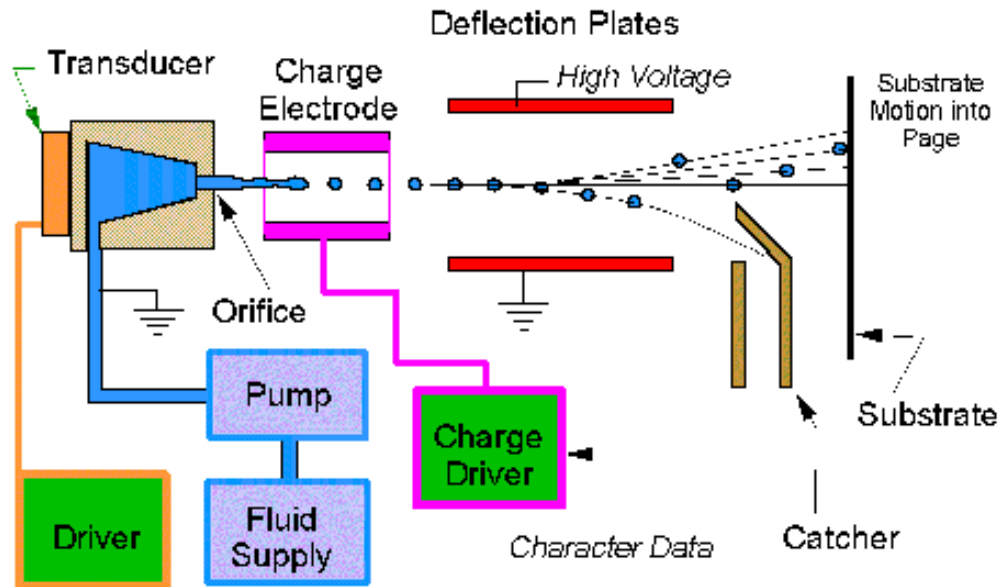 Deflection Plates
Transducer
Charge
Electrode
High Voltage
Substrate
Motion into
Page
Orifice
Pump
Fluid
Supply
Driver
Charge
Driver
Character Data
Substrate
Catcher